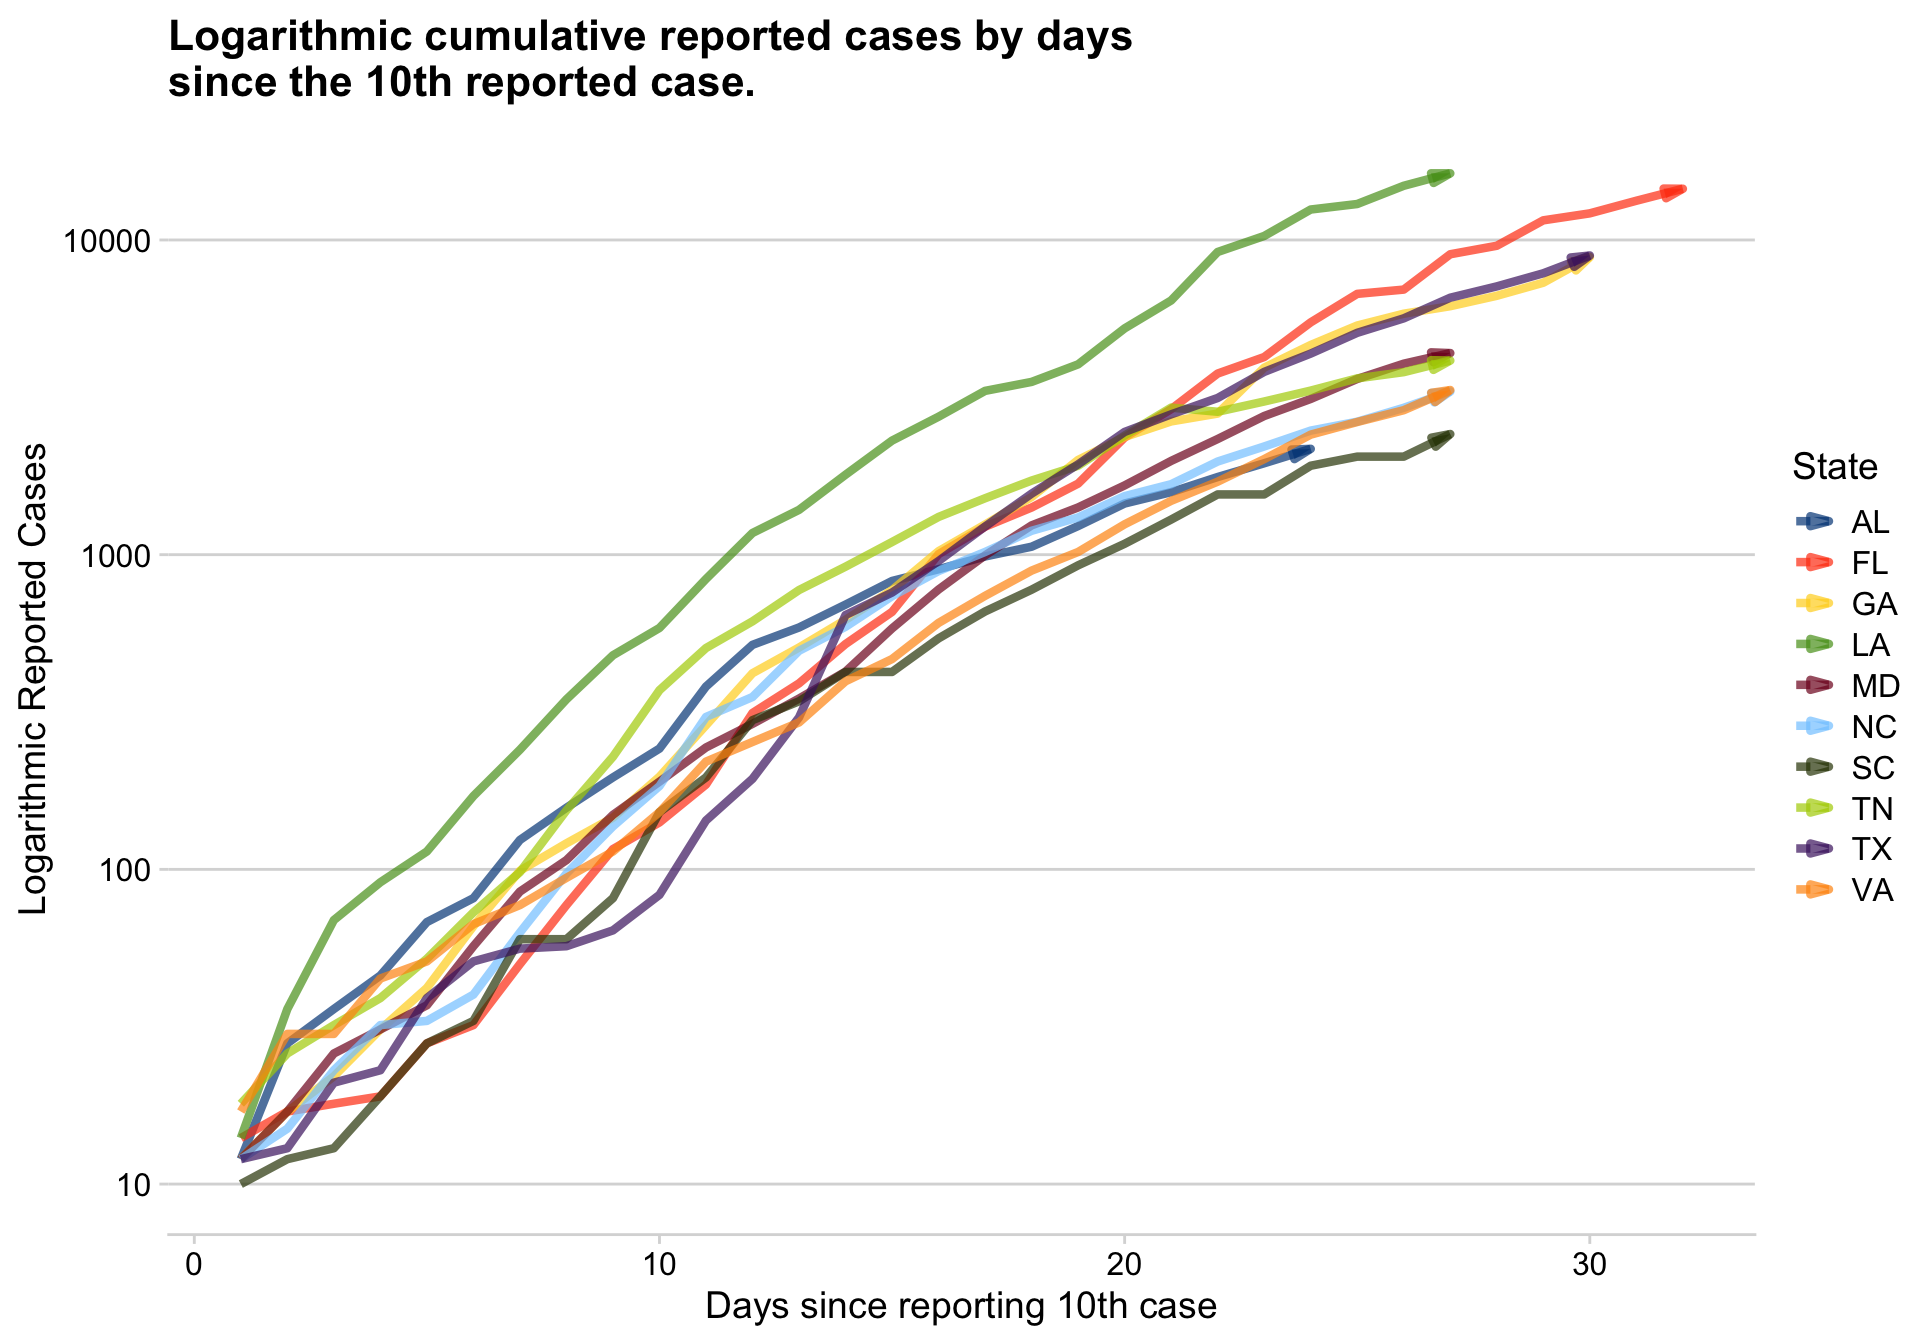 Logarithmic cumulative reported cases by days
since the 10th reported case.
Logarithmic Reported Cases
10000
1000
100
10
0
10
20
30
Days since reporting 10th case
State
AL
FL
GA
LA
MD
NC
SC
TN
TX
VA